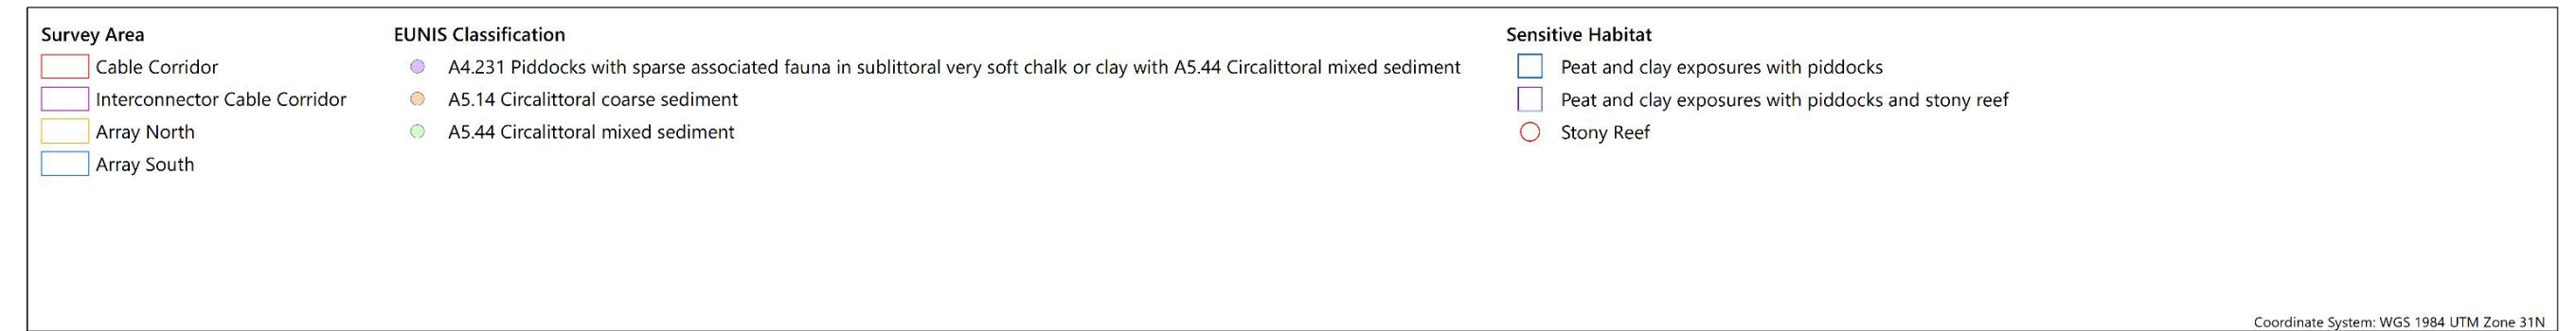 Survey Area
Cable Corridor
Interconnector Cable Corridor
Array North
Array South
EUNIS Classification
A4.231 Piddocks with sparse associated fauna in sublittoral very soft chalk or clay with A5.44 Circalittoral mixed sediment
A5.14 Circalittoral coarse sediment
A5.44 Circalittoral mixed sediment
Sensitive Habitat
Peat and clay exposures with piddocks
Peat and clay exposures with piddocks and stony reef
Stony Reef
Coordinate System: WGS 1984 UTM Zone 31N